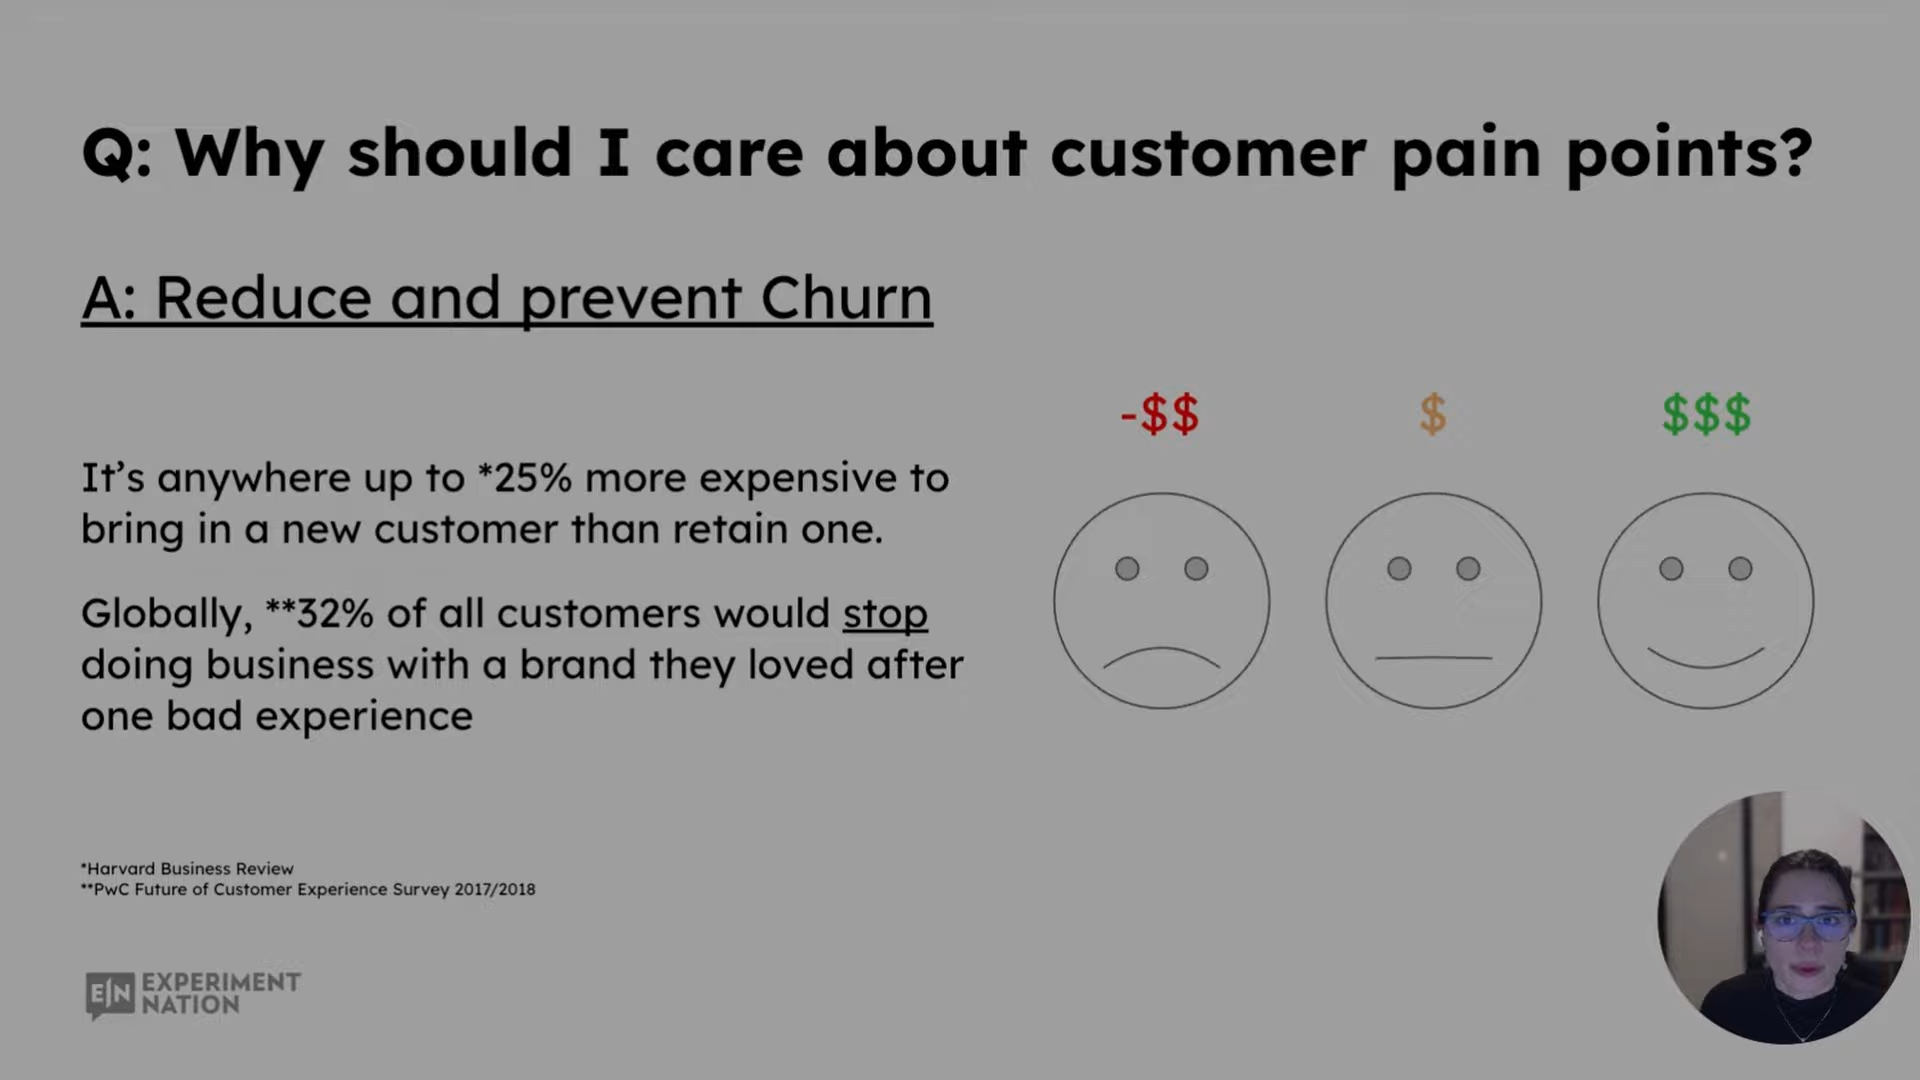 Q: Why should I care about customer pain points?
A: Reduce and prevent Churn
-$$ $ $$$
It’s anywhere up to *25% more expensive to
bring in a new customer than retain one.
Globally, **32% of all customers would stop
doing business with a brand they loved after
one bad experience
*Harvard Business Review
**PwC Future of Customer Experience Survey 2017/2018
E|N EXPERIMENT
NATION